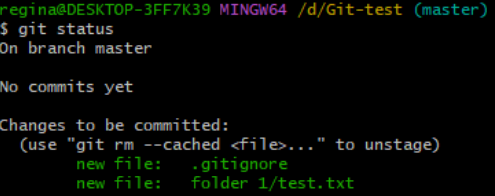 regina@DESKTOP-3FF7K39 MINGW64 /d/Git-test (master)
$ git status
On branch master

No commits yet

Changes to be committed:
  (use "git rm --cached <file>..." to unstage)
        new file:   .gitignore
        new file:   folder 1/test.txt